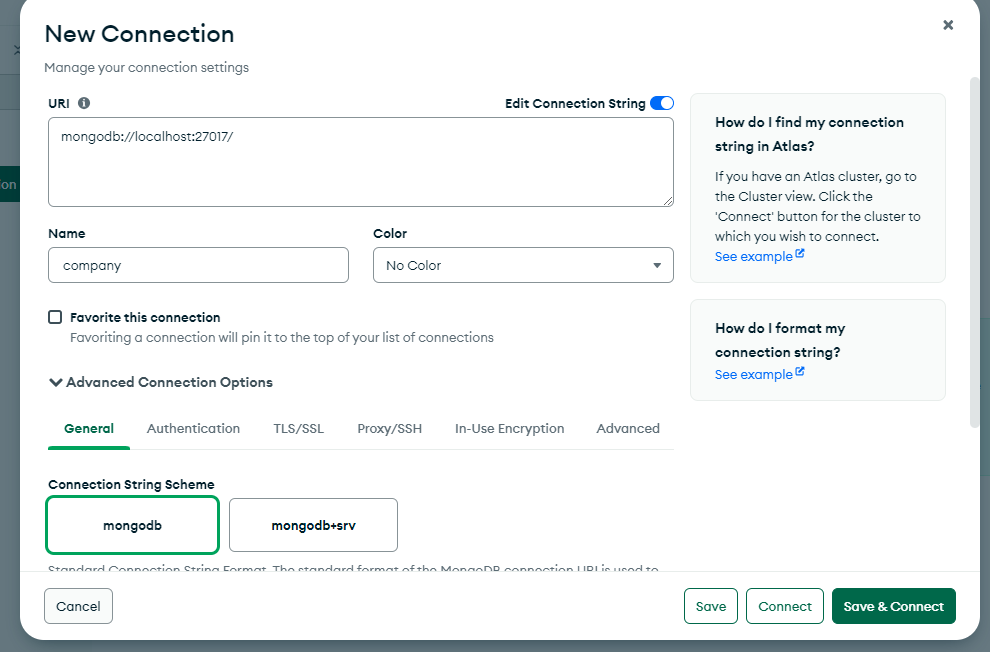 New Connection
Manage your connection settings
URI
Edit Connection String
mongodb://localhost:27017/
Name
Color
company
No Color
Favorite this connection
Favoriting a connection will pin it to the top of your list of connections
Advanced Connection Options
General Authentication TLS/SSL Proxy/SSH In-Use Encryption Advanced
Connection String Scheme
mongodb
mongodb+srv
Standard Connection String Format. The standard format of the MongoDB connection URI is used to
How do I find my connection
string in Atlas?
If you have an Atlas cluster, go to
the Cluster view. Click the
'Connect' button for the cluster to
which you wish to connect.
See example
How do I format my
connection string?
See example
Cancel
Save
Connect
Save & Connect
on